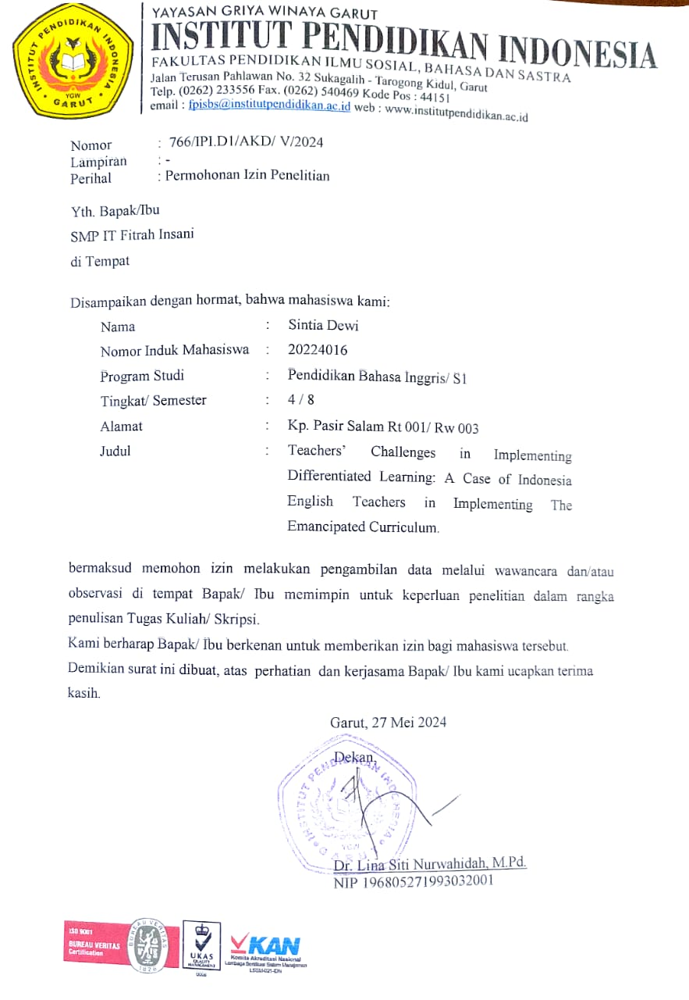 INSTITUT PENDIDIKAN INDONESIA
YGW
GARUT
YAYASAN GRIYA WINAYA GARUT
INSTITUT PENDIDIKAN INDONESIA
FAKULTAS PENDIDIKAN ILMU SOSIAL, BAHASA DAN SASTRA
Jalan Terusan Pahlawan No. 32 Sukagalih - Tarogong Kidul, Garut
Telp. (0262) 233556 Fax. (0262) 540469 Kode Pos : 44151
email : fpisbs@institutpendidikan.ac.id web : www.institutpendidikan.ac.id
Nomor : 766/IPI.D1/AKD/ V/2024
Lampiran : -
Perihal : Permohonan Izin Penelitian
Yth. Bapak/Ibu
SMP IT Fitrah Insani
di Tempat
Disampaikan dengan hormat, bahwa mahasiswa kami:
Nama : Sintia Dewi
Nomor Induk Mahasiswa : 20224016
Program Studi : Pendidikan Bahasa Inggris/ S1
Tingkat/ Semester : 4 / 8
Alamat : Kp. Pasir Salam Rt 001/ Rw 003
Judul : Teachers’ Challenges in Implementing
Differentiated Learning: A Case of Indonesia
English Teachers in Implementing The
Emancipated Curriculum.
bermaksud memohon izin melakukan pengambilan data melalui wawancara dan/atau
observasi di tempat Bapak/ Ibu memimpin untuk keperluan penelitian dalam rangka
penulisan Tugas Kuliah/ Skripsi.
Kami berharap Bapak/ Ibu berkenan untuk memberikan izin bagi mahasiswa tersebut.
Demikian surat ini dibuat, atas perhatian dan kerjasama Bapak/ Ibu kami ucapkan terima
kasih.
Garut, 27 Mei 2024
Dekan,
INSTITUT PENDIDIKAN INDONESIA
YGW
Dr. Lina Siti Nurwahidah, M.Pd.
NIP 196805271993032001
ISO 9001
BUREAU VERITAS
Certification
BUREAU VERITAS
1828
UKAS
QUALITY
MANAGEMENT
0008
KAN
Komite Akreditasi Nasional
Lembaga Sertifikasi Sistem Manajemen
LSSM-021-IDN